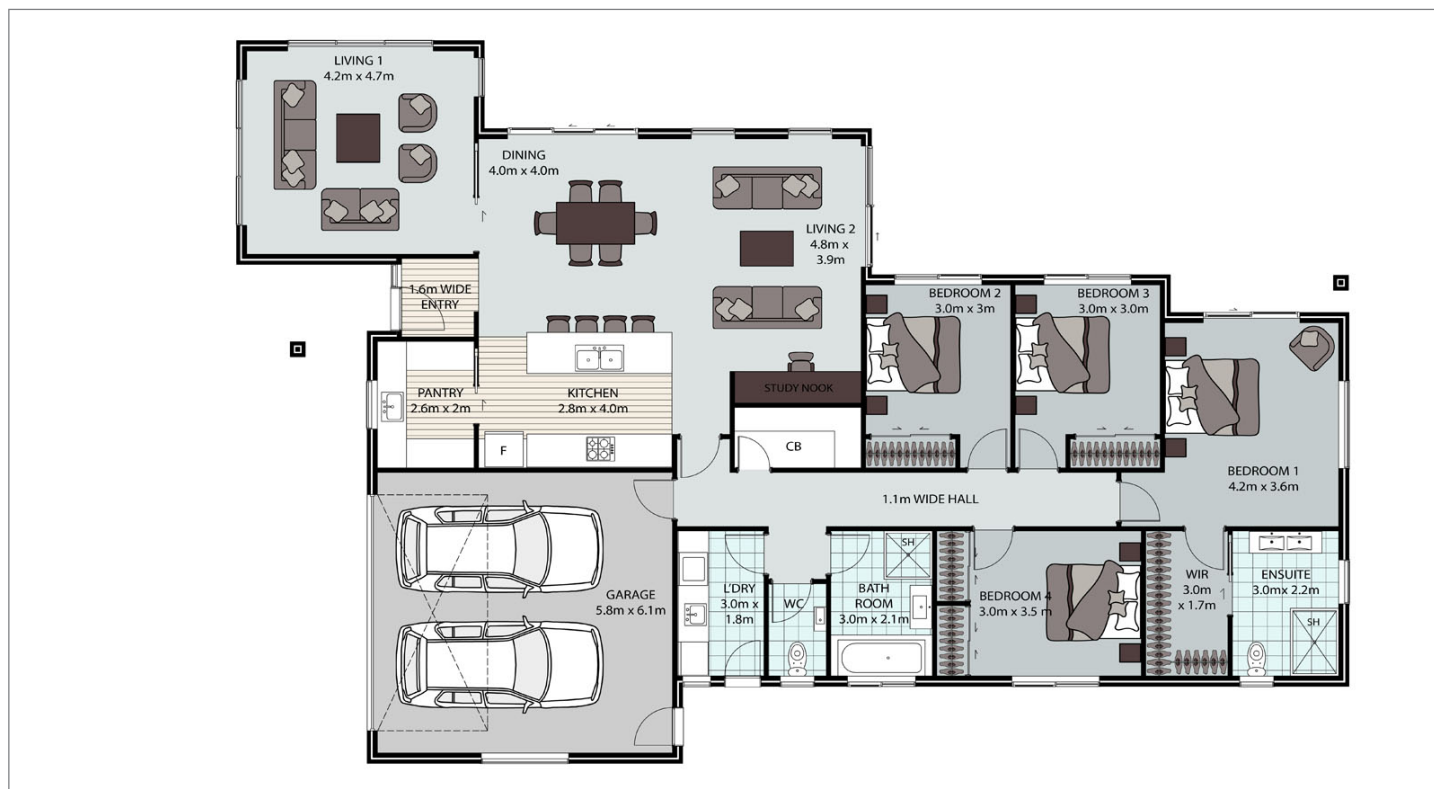 LIVING 1
4.2m x 4.7m
DINING
4.0m x 4.0m
LIVING 2
4.8m x
3.9m
1.6m WIDE
ENTRY
BEDROOM 2
3.0m x 3m
BEDROOM 3
3.0m x 3.0m
PANTRY
2.6m x 2m
KITCHEN
2.8m x 4.0m
STUDY NOOK
F
CB
BEDROOM 1
4.2m x 3.6m
1.1m WIDE HALL
GARAGE
5.8m x 6.1m
L'DRY
3.0m x
1.8m
WC
SH
BATH
ROOM
3.0m x 2.1m
BEDROOM 4
3.0m x 3.5 m
WIR
3.0m
x 1.7m
ENSUITE
3.0mx 2.2m
SH